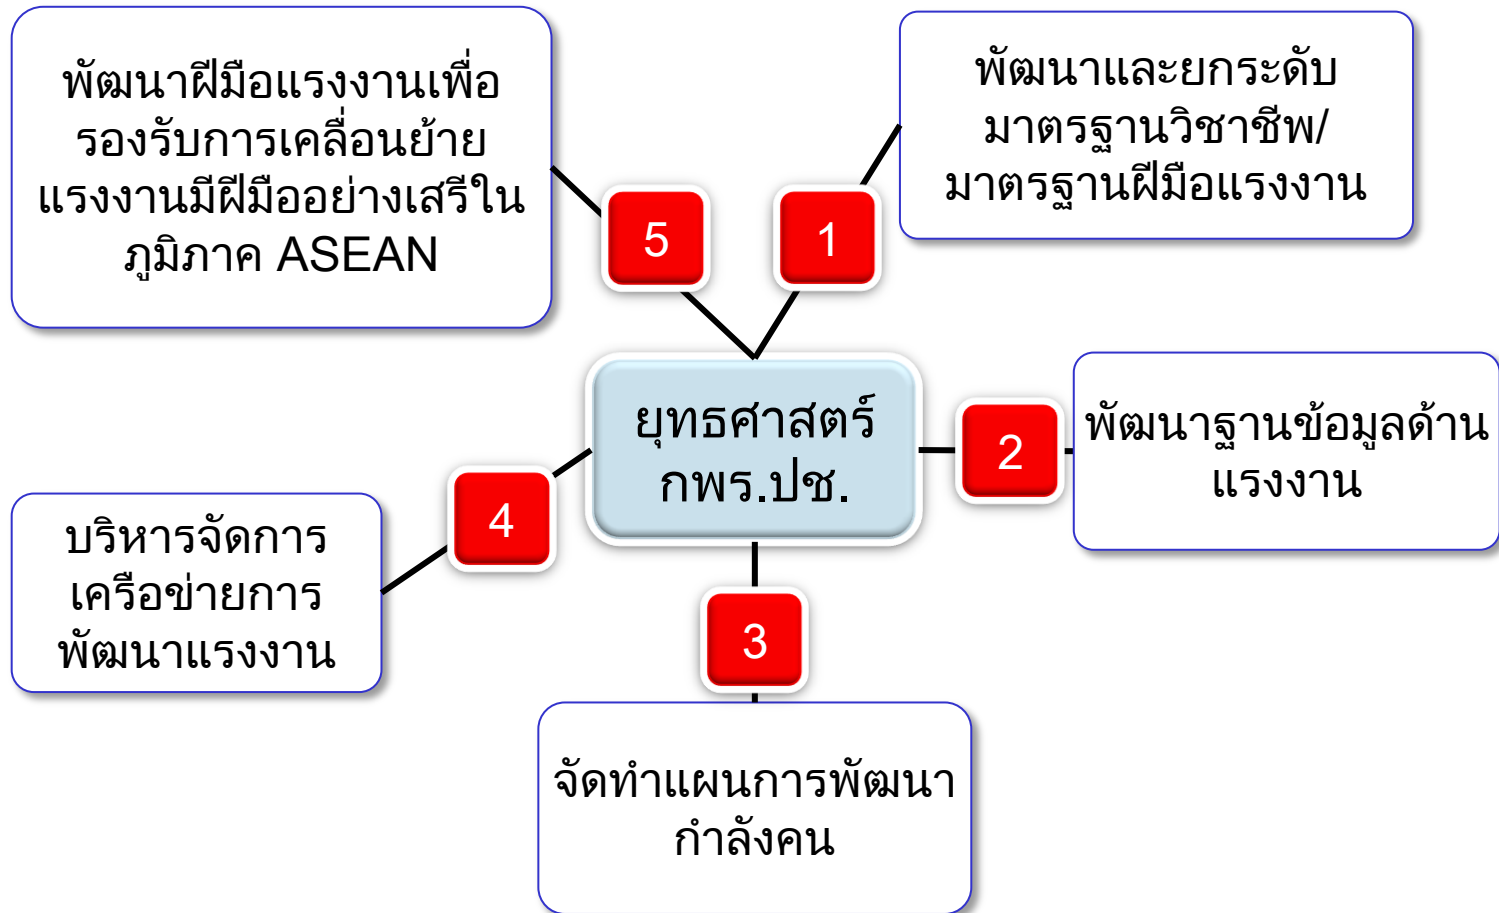 ยุทธศาสตร์
กพร.ปช.
1
พัฒนาและยกระดับ
มาตรฐานวิชาชีพ/
มาตรฐานฝีมือแรงงาน
2
พัฒนาฐานข้อมูลด้าน
แรงงาน
3
จัดทำแผนการพัฒนา
กำลังคน
4
บริหารจัดการ
เครือข่ายการ
พัฒนาแรงงาน
5
พัฒนาฝีมือแรงงานเพื่อ
รองรับการเคลื่อนย้าย
แรงงานมีฝีมืออย่างเสรีใน
ภูมิภาค ASEAN